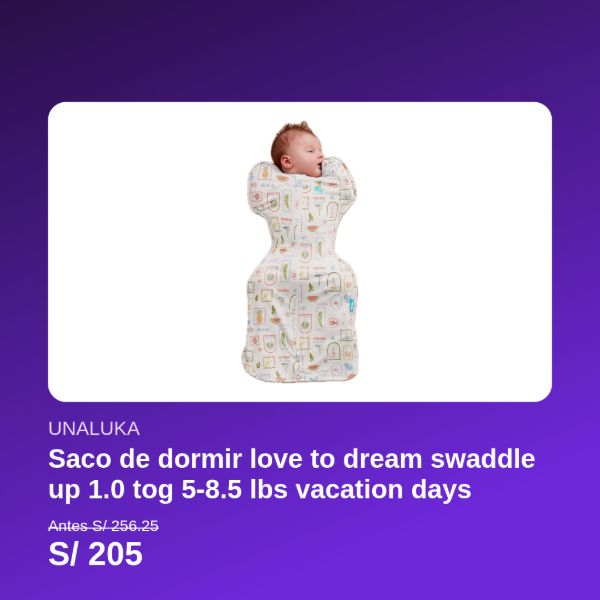 UNALUKA
Saco de dormir love to dream swaddle
up 1.0 tog 5-8.5 lbs vacation days
Antes S/ 256.25
S/ 205